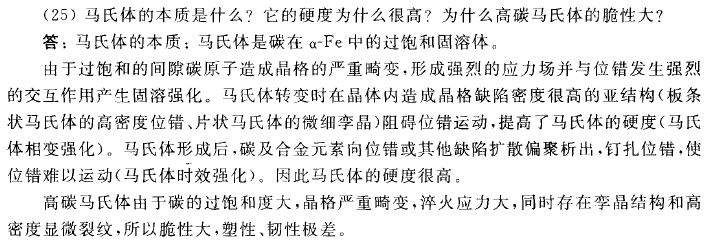 (25) 马氏体的本质是什么？它的硬度为什么很高？为什么高碳马氏体的脆性大？
答：马氏体的本质：马氏体是碳在 α-Fe 中的过饱和固溶体。
由于过饱和的间隙碳原子造成晶格的严重畸变,形成强烈的应力场并与位错发生强烈
的交互作用产生固溶强化。马氏体转变时在晶体内造成晶格缺陷密度很高的亚结构(板条
状马氏体的高密度位错、片状马氏体的微细孪晶)阻碍位错运动,提高了马氏体的硬度(马氏
体相变强化)。马氏体形成后,碳及合金元素向位错或其他缺陷扩散偏聚析出,钉扎位错,使
位错难以运动(马氏体时效强化)。因此马氏体的硬度很高。
高碳马氏体由于碳的过饱和度大,晶格严重畸变,淬火应力大,同时存在孪晶结构和高
密度显微裂纹,所以脆性大,塑性、韧性极差。